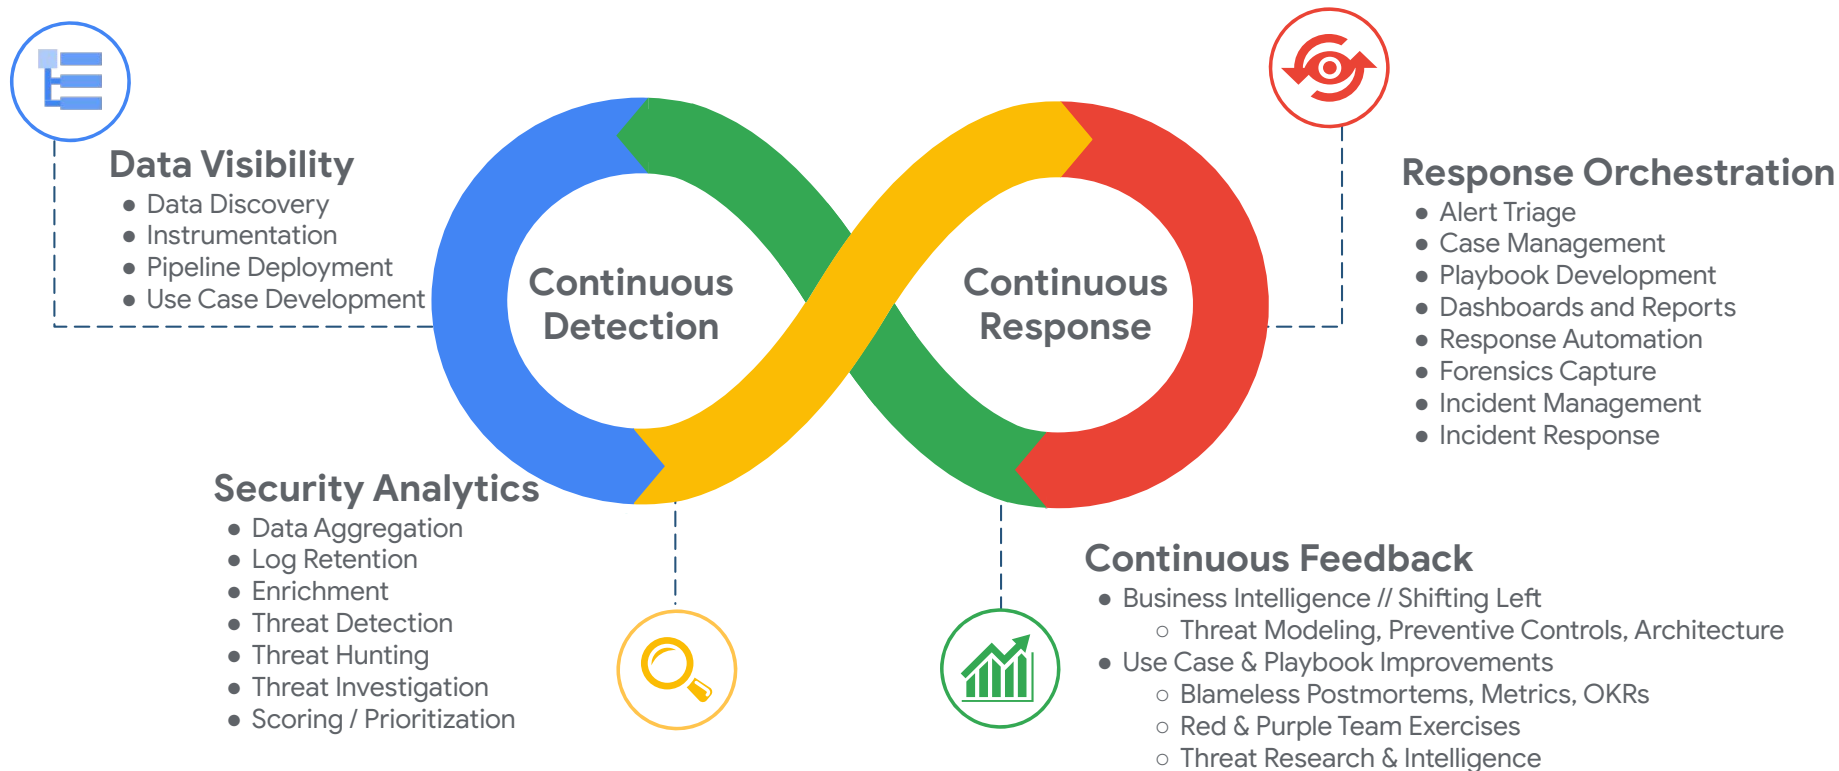 Data Visibility
● Data Discovery
● Instrumentation
● Pipeline Deployment
● Use Case Development
Continuous
Detection
Continuous
Response
Response Orchestration
● Alert Triage
● Case Management
● Playbook Development
● Dashboards and Reports
● Response Automation
● Forensics Capture
● Incident Management
● Incident Response
Security Analytics
● Data Aggregation
● Log Retention
● Enrichment
● Threat Detection
● Threat Hunting
● Threat Investigation
● Scoring / Prioritization
Continuous Feedback
● Business Intelligence // Shifting Left
○ Threat Modeling, Preventive Controls, Architecture
● Use Case & Playbook Improvements
○ Blameless Postmortems, Metrics, OKRs
○ Red & Purple Team Exercises
○ Threat Research & Intelligence